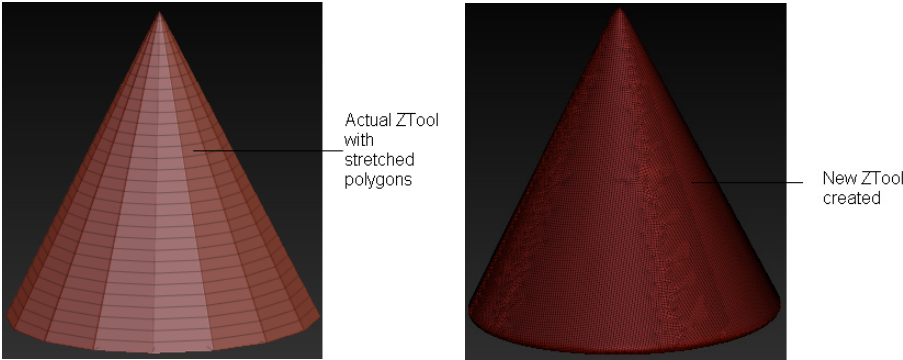 Actual ZTool
with
stretched
polygons
New ZTool
created